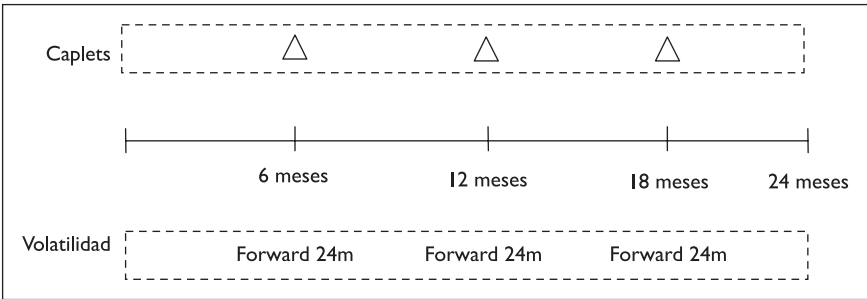 Caplets
6 meses 12 meses 18 meses 24 meses
Volatilidad
Forward 24m Forward 24m Forward 24m